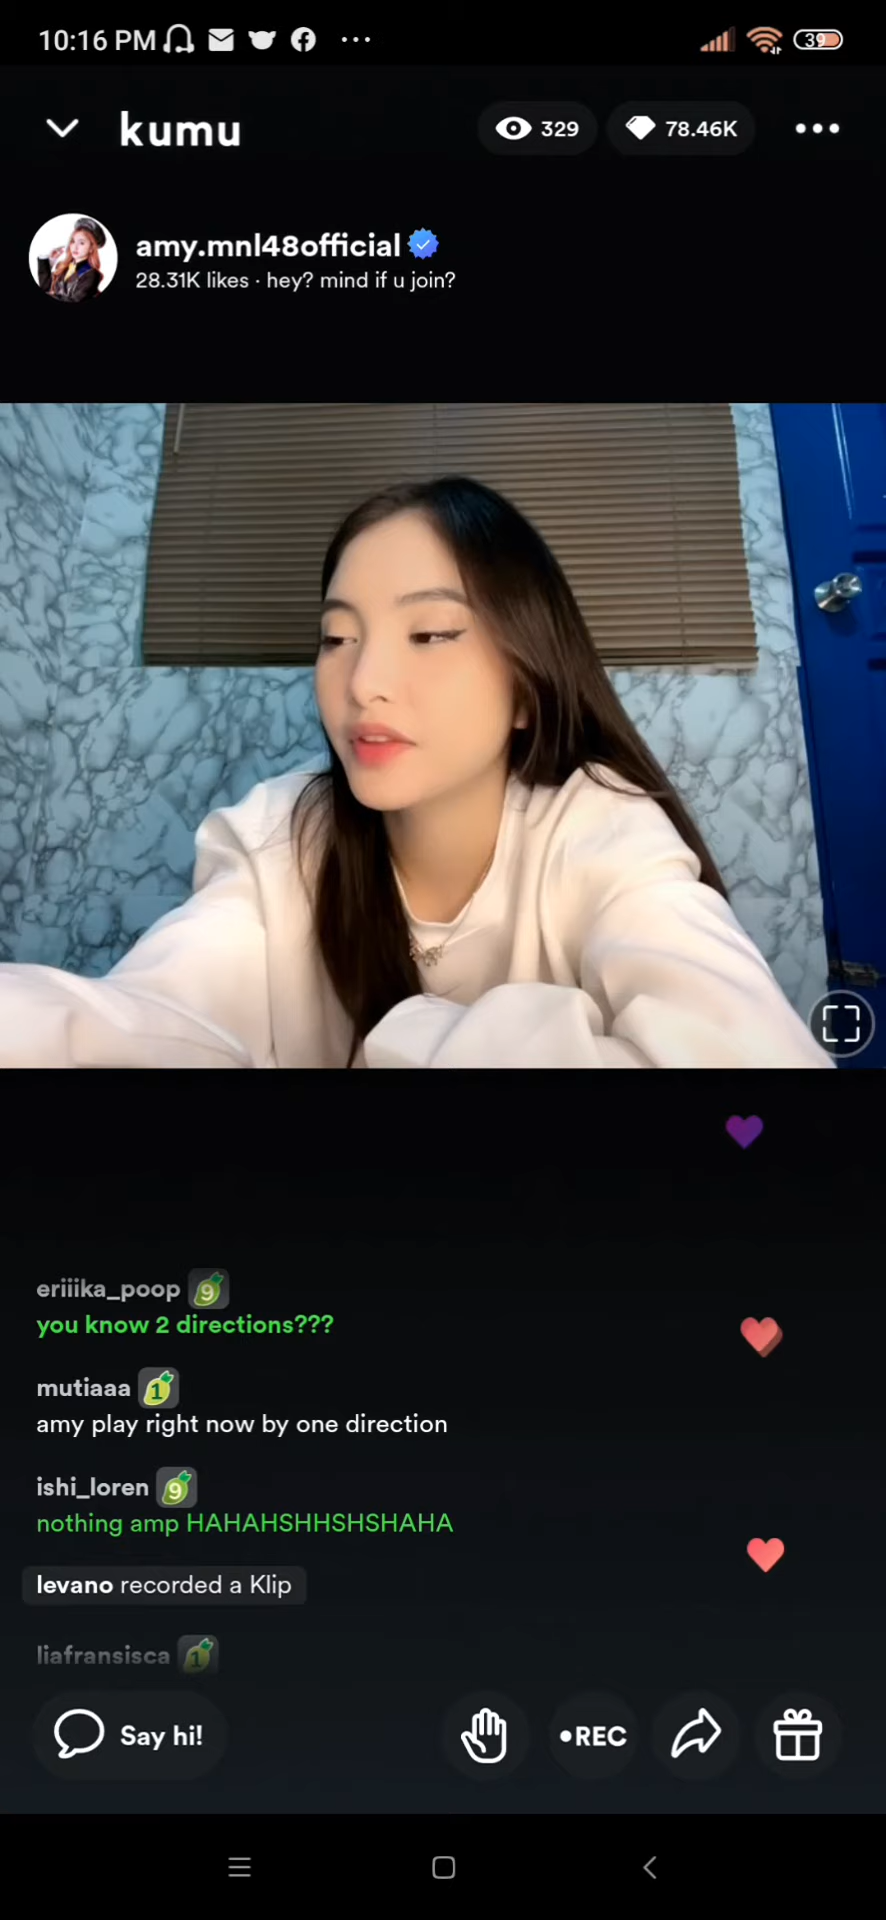 10:16 PM
39
kumu
329
78.46K
amy.mnl48official
28.31K likes · hey? mind if u join?
eriiika_poop 9
you know 2 directions???
mutiaaa 1
amy play right now by one direction
ishi_loren 9
nothing amp HAHAHSHHSHSHAHA
levano recorded a Klip
liafransisca 1
Say hi!
•REC